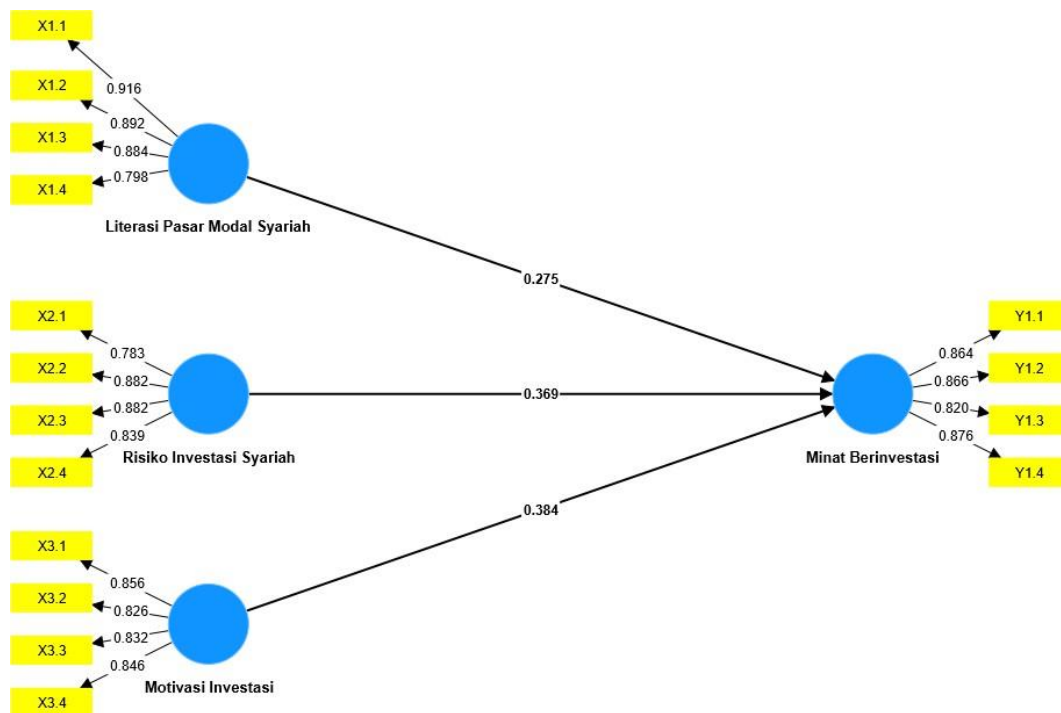 X1.1
0.916
X1.2
0.892
X1.3
0.884
X1.4
0.798
Literasi Pasar Modal Syariah
0.275
X2.1
0.783
X2.2
0.882
X2.3
0.882
X2.4
0.839
Risiko Investasi Syariah
0.369
X3.1
0.856
X3.2
0.826
X3.3
0.832
X3.4
0.846
Motivasi Investasi
0.384
Minat Berinvestasi
Y1.1
0.864
Y1.2
0.866
Y1.3
0.820
Y1.4
0.876